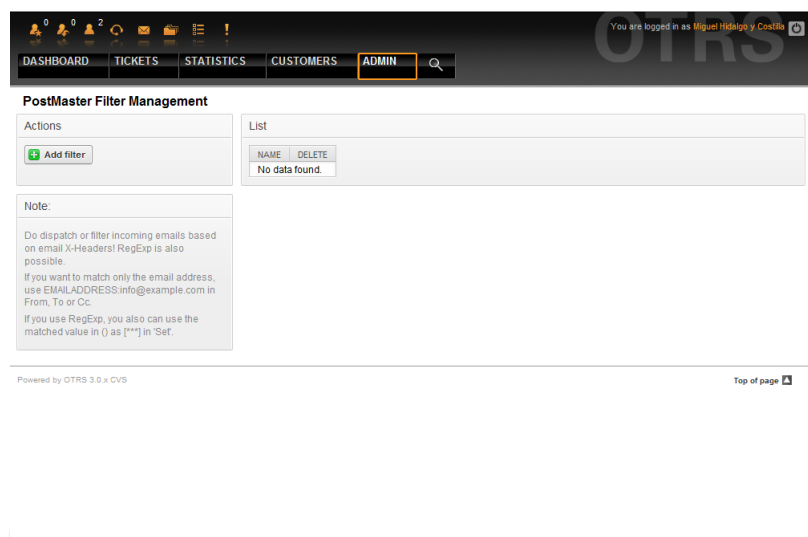 0 0 2
OTRS
You are logged in as Miguel Hidalgo y Costilla
DASHBOARD TICKETS STATISTICS CUSTOMERS ADMIN
PostMaster Filter Management
Actions
Add filter
List
NAME DELETE
No data found.
Note:
Do dispatch or filter incoming emails based
on email X-Headers! RegExp is also
possible.
If you want to match only the email address,
use EMAILADDRESS:info@example.com in
From, To or Cc.
If you use RegExp, you also can use the
matched value in () as [***] in 'Set'.
Powered by OTRS 3.0.x CVS
Top of page